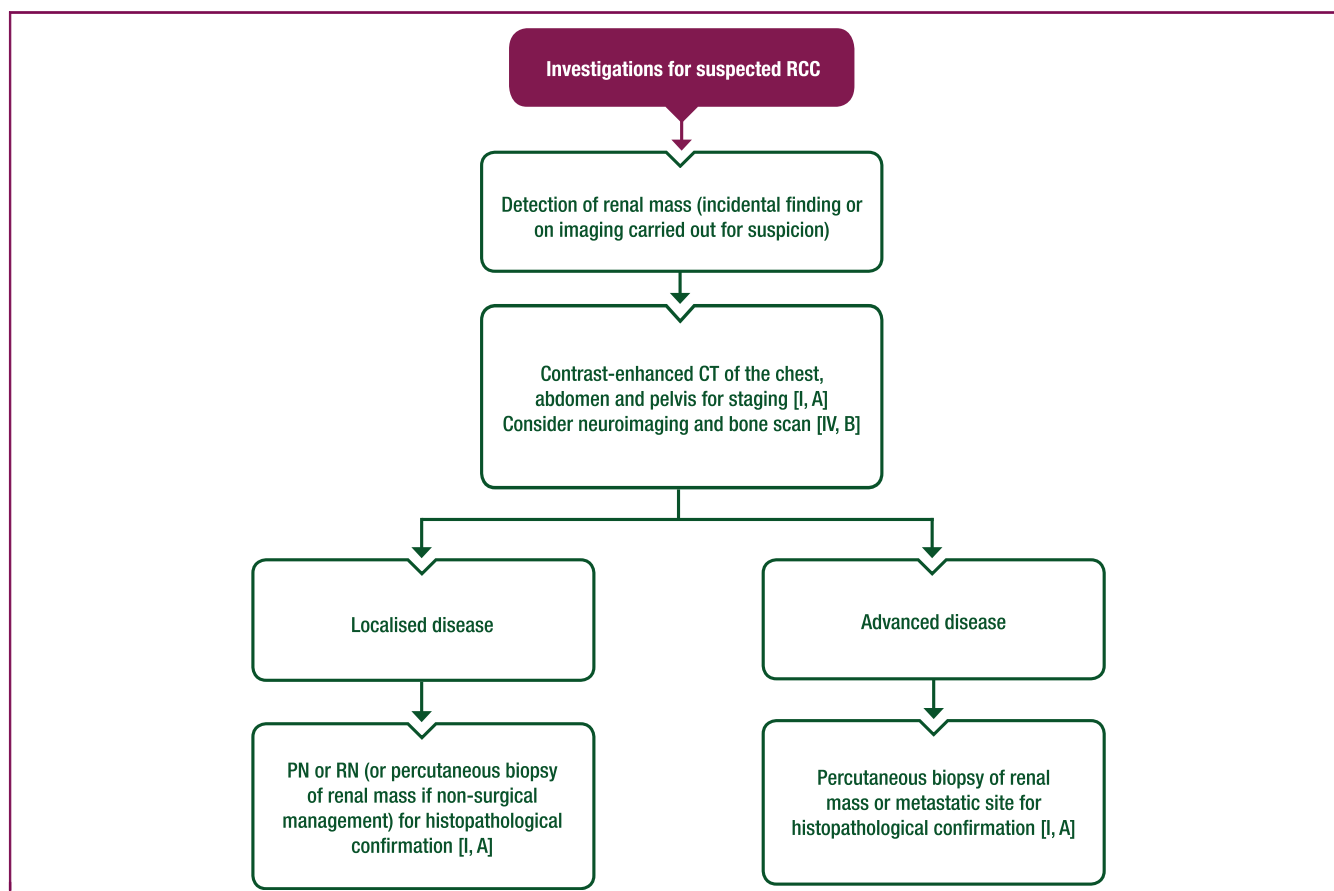 Investigations for suspected RCC
Detection of renal mass (incidental finding or
on imaging carried out for suspicion)
Contrast-enhanced CT of the chest,
abdomen and pelvis for staging [I, A]
Consider neuroimaging and bone scan [IV, B]
Localised disease
Advanced disease
PN or RN (or percutaneous biopsy
of renal mass if non-surgical
management) for histopathological
confirmation [I, A]
Percutaneous biopsy of renal
mass or metastatic site for
histopathological confirmation [I, A]